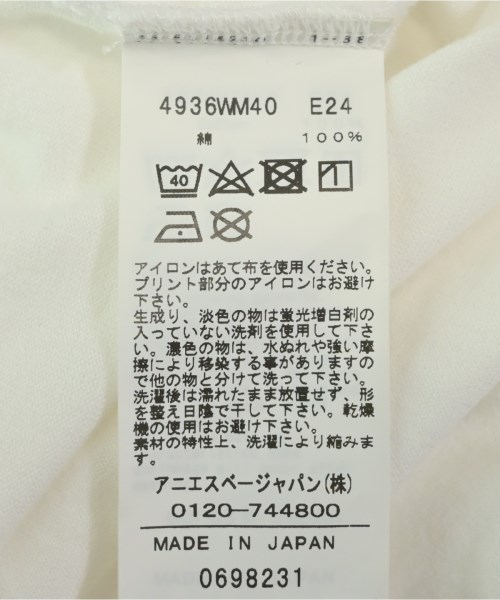 4936WM40 E24
綿 100%
40
アイロンはあて布を使用ください。
プリント部分のアイロンはお避け
下さい。
生成り、淡色の物は蛍光増白剤の
入っていない洗剤を使用して下さ
い。濃色の物は、水ぬれや強い摩
擦により移染する事がありますの
で他の物と分けて洗って下さい。
洗濯後は濡れたまま放置せず、形
を整え日陰で干して下さい。乾燥
機の使用はお避け下さい。
素材の特性上、洗濯により縮みま
す。
アニエスベージャパン(株)
0120-744800
MADE IN JAPAN
0698231